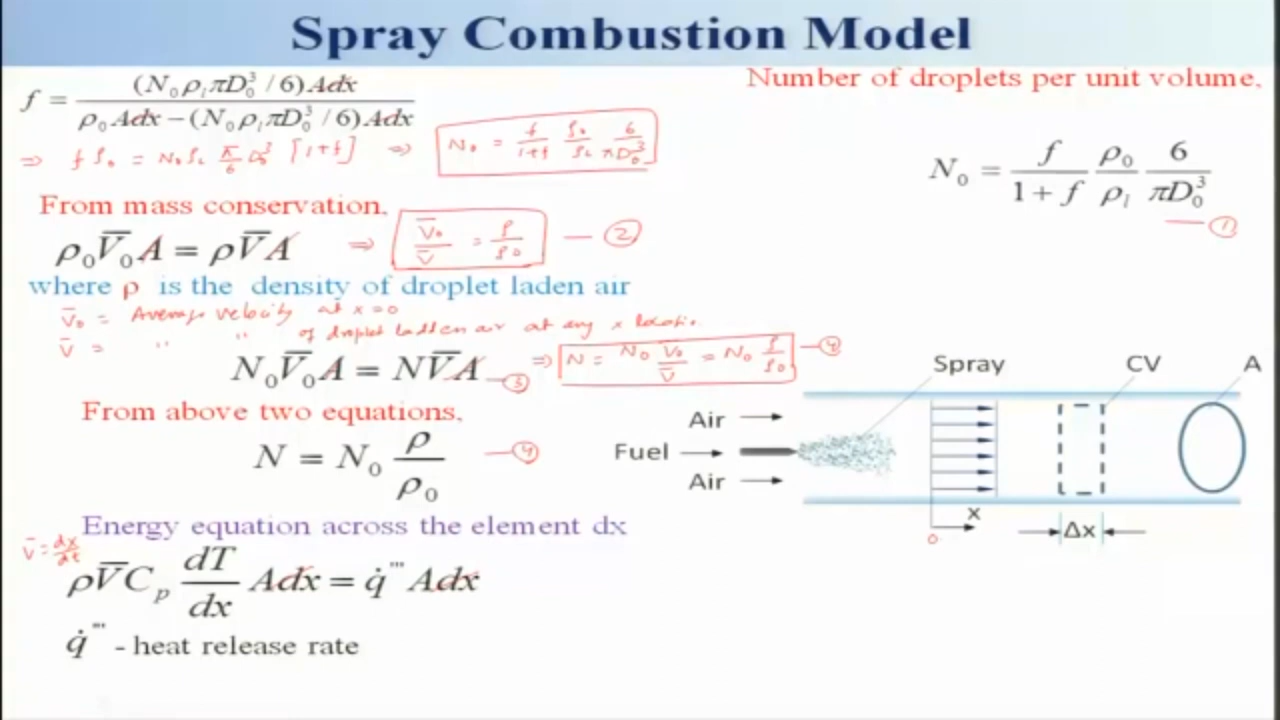 Spray Combustion Model
f = (N₀ρₗπD₀³ / 6)Adx / ρ₀Adx − (N₀ρₗπD₀³ / 6)Adx
⇒ f ρ₀ = N₀ ρL π/6 D₀³ [1+f] ⇒ N₀ = f/1+f ρ₀/ρL 6/πD₀³
Number of droplets per unit volume,
N₀ = f/1 + f ρ₀/ρₗ 6/πD₀³
— ①
From mass conservation,
ρ₀V̅₀A = ρV̅A ⇒ V̅₀/V̅ = ρ/ρ₀ — ②
where ρ is the density of droplet laden air
V̅₀ = Average velocity at x=0
V̅ = " " of droplet ladden air at any x location
N₀V̅₀A = NV̅A — ③ ⇒ N = N₀ V̅₀/V̅ = N₀ ρ/ρ₀ — ④
From above two equations,
N = N₀ ρ/ρ₀ — ④
Energy equation across the element dx
V̅ = dx/dt
ρV̅Cₚ dT/dx Adx = q̇''' Adx
q̇''' - heat release rate
Spray CV A
Air
Fuel
Air
x
0
Δx